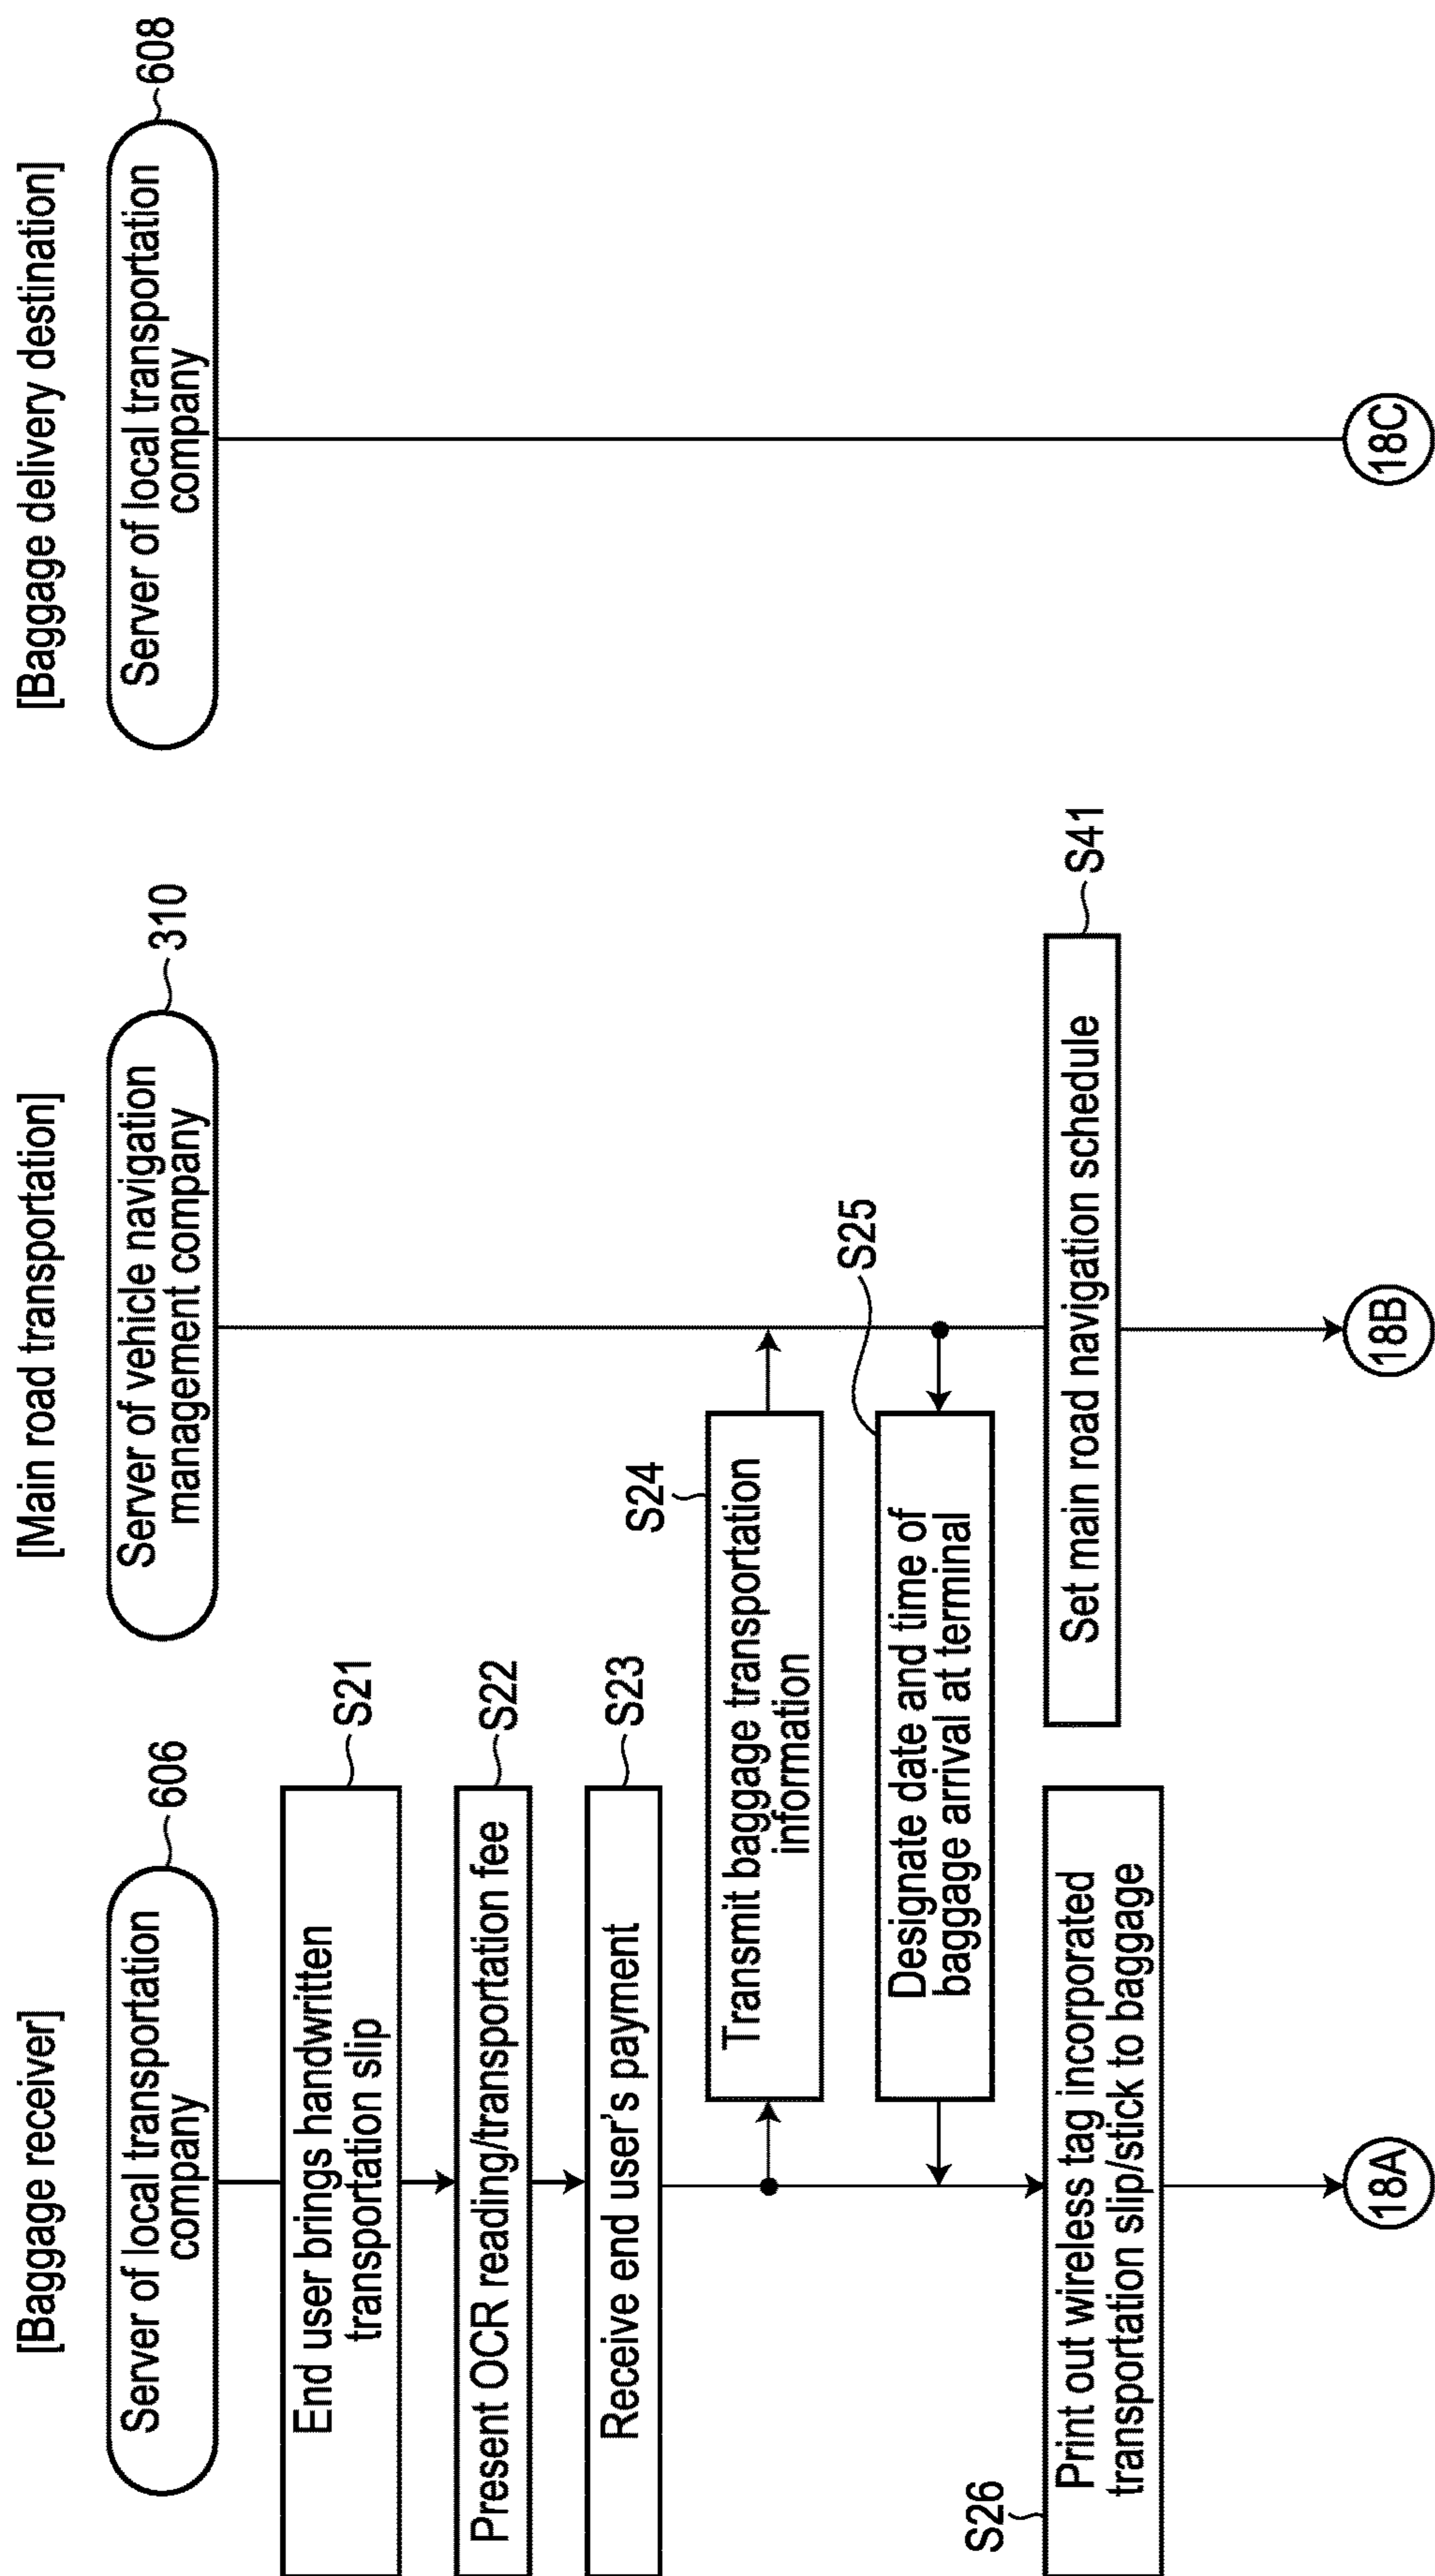 [Baggage receiver]
[Main road transportation]
[Baggage delivery destination]
Server of local transportation
company
606
Server of vehicle navigation
management company
310
Server of local transportation
company
608
End user brings handwritten
transportation slip
S21
Present OCR reading/transportation fee
S22
Receive end user's payment
S23
Transmit baggage transportation
information
S24
Designate date and time of
baggage arrival at terminal
S25
S26
Print out wireless tag incorporated
transportation slip/stick to baggage
Set main road navigation schedule
S41
18A
18B
18C